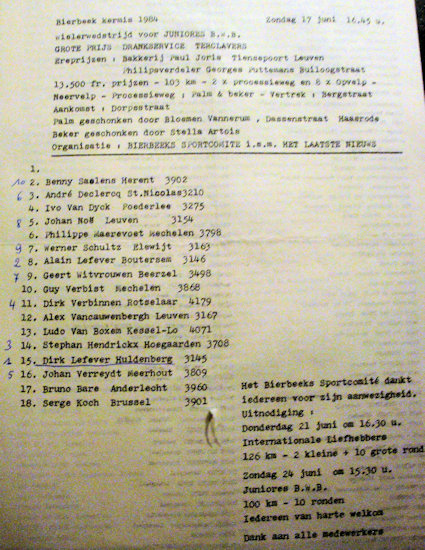 Bierbeek Kermis 1984 Zondag 17 juni 16.45 u.
Wielerwedstrijd voor JUNIORES B.W.B.
GROTE PRIJS DRANKSERVICE TERCLAVERS
Ereprijzen : Bakkerij Paul Joris Tiensepoort Leuven
Philipsverdeler Georges Puttemans Builoogstraat
13.500 fr. prijzen - 103 km - 2 x processieweg en 8 x Opvelp -
Neervelp - Processieweg ; Palm & beker - Vertrek ; Bergstraat
Aankomst : Dorpsstraat
Palm geschonken door Bloemen Vannerum , Dassenstraat Haasrode
Beker geschonken door Stella Artois
Organisatie : BIERBEEKS SPORTCOMITE i.s.m. HET LAATSTE NIEUWS
1.
10 2. Benny Saelens Herent 3902
6 3. André Declercq St.Nicolas3210
4. Ivo Van Dyck Poederlee 3275
8 5. Johan Noë Leuven 3154
6. Philippe Maerevoet Mechelen 3798
9 7. Werner Schultz Elewijt 3163
2 8. Alain Lefever Boutersem 3146
7 9. Geert Witvrouwen Beerzel 3498
10. Guy Verbist Mechelen 3868
4 11. Dirk Verbinnen Rotselaar 4179
12. Alex Vancauwenbergh Leuven 3167
13. Ludo Van Boxem Kessel-Lo 4071
3 14. Stephan Hendrickx Hoegaarden 3708
1 15. Dirk Lefever Huldenberg 3145
5 16. Johan Verreydt Meerhout 3809
17. Bruno Bare Anderlecht 3960
18. Serge Koch Brussel 3901
Het Bierbeeks Sportcomité dankt
iedereen voor zijn aanwezigheid.
Uitnodiging :
Donderdag 21 juni om 16.30 u.
Internationale Liefhebbers
126 km - 2 kleine + 10 grote rond
Zondag 24 juni om 15.30 u.
Juniores B.W.B.
100 km - 10 ronden
Iedereen van harte welkom
Dank aan alle medewerkers